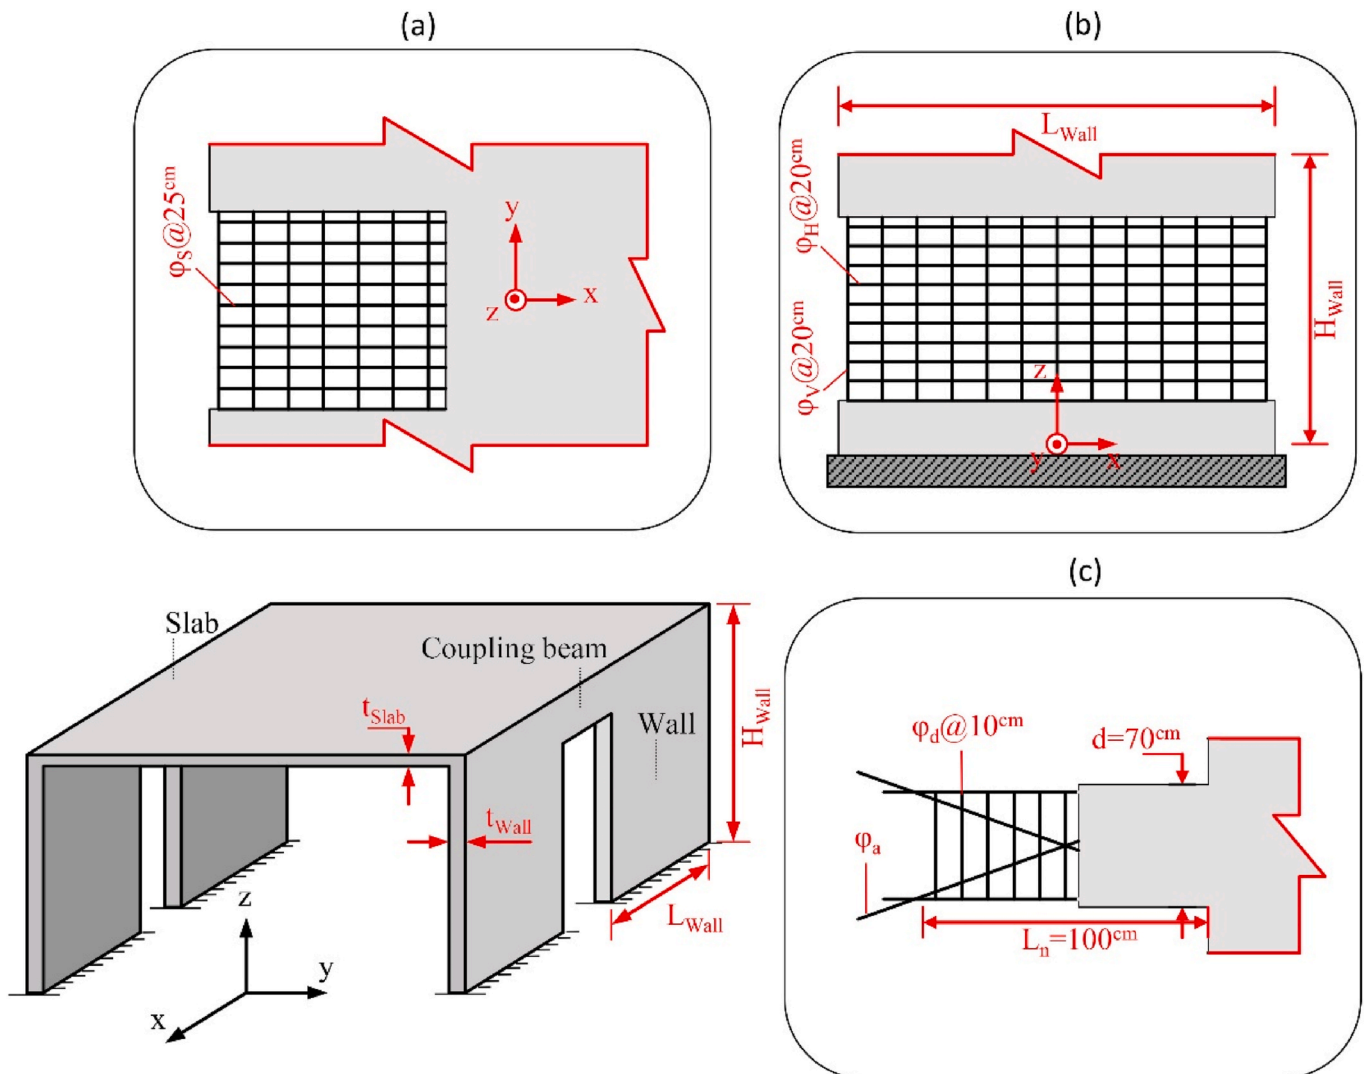 (a)
φS@25cm
y
z
x
(b)
LWall
φH@20cm
φV@20cm
HWall
z
y
x
Slab
Coupling beam
Wall
tSlab
tWall
HWall
LWall
z
y
x
(c)
φd@10cm
d=70cm
φa
Ln=100cm